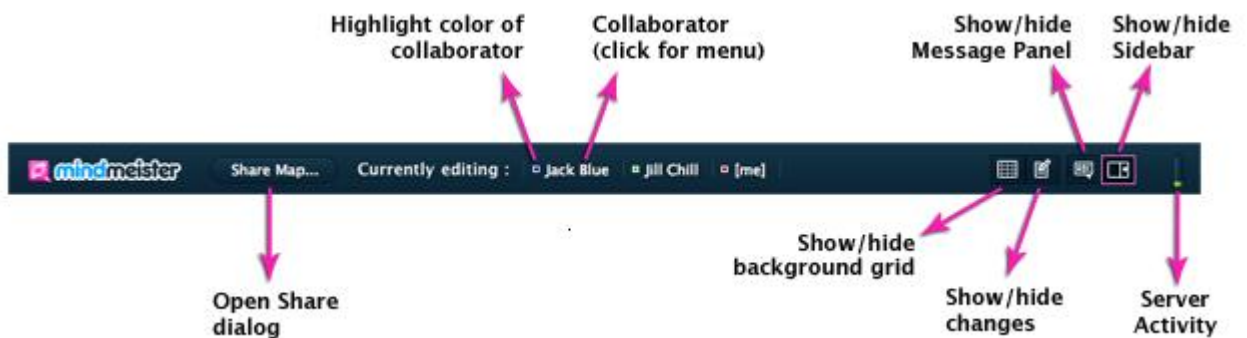 Highlight color of
collaborator
Collaborator
(click for menu)
Show/hide
Message Panel
Show/hide
Sidebar
mindmeister
Share Map...
Currently editing :
Jack Blue
Jill Chill
[me]
Show/hide
background grid
Open Share
dialog
Show/hide
changes
Server
Activity